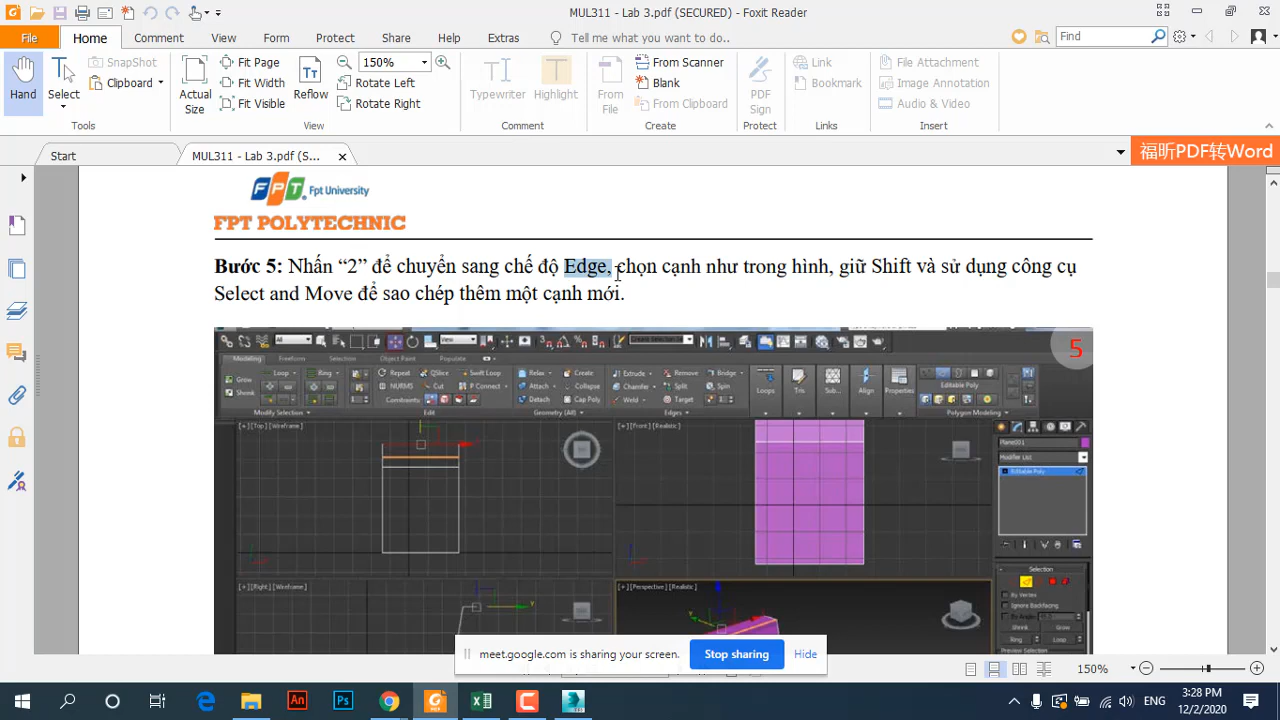 MUL311 - Lab 3.pdf (SECURED) - Foxit Reader
File Home Comment View Form Protect Share Help Extras Tell me what you want to do.. Find
Hand
Select
SnapShot
Clipboard
Tools
Actual Size
Fit Page
Fit Width
Fit Visible
Reflow
150%
Rotate Left
Rotate Right
View
Typewriter
Highlight
Comment
From File
From Scanner
Blank
From Clipboard
Create
PDF Sign
Protect
Link
Bookmark
Links
File Attachment
Image Annotation
Audio & Video
Insert
Start
MUL311 - Lab 3.pdf (S...
福昕PDF转Word
FPT Fpt University
FPT POLYTECHNIC
Bước 5: Nhấn “2” để chuyển sang chế độ Edge, chọn cạnh như trong hình, giữ Shift và sử dụng công cụ
Select and Move để sao chép thêm một cạnh mới.
5
All
View
Modeling Freeform Selection Object Paint Populate
Grow
Shrink
Loop
Ring
Modify Selection
Repeat
QSlice
Swift Loop
NURMS
Cut
P Connect
Constraints:
Edit
Relax
Create
Attach
Collapse
Detach
Cap Poly
Geometry (All)
Extrude
Remove
Bridge
Chamfer
Split
Spin
Weld
Target
Edges
Loops
Tris
Sub...
Align
Properties
Editable Poly
Polygon Modeling
[+] [Top] [Wireframe]
[+] [Front] [Realistic]
Plane001
Modifier List
Editable Poly
[+] [Right] [Wireframe]
[+] [Perspective] [Realistic]
Selection
By Vertex
Ignore Backfacing
Shrink Grow
Ring Loop
Preview Selection
meet.google.com is sharing your screen.
Stop sharing
Hide
150%
ENG
3:28 PM
12/2/2020